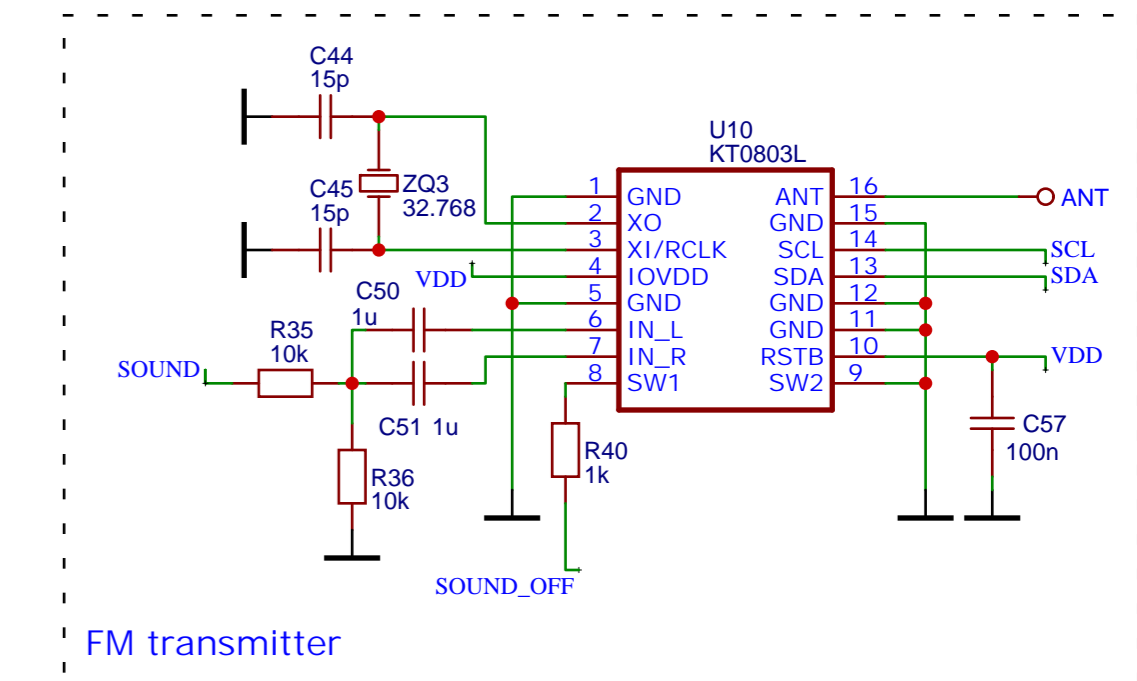 C44
15p
U10
KT0803L
C45
15p
ZQ3
32.768
1
2
3
4
5
6
7
8
GND
XO
XI/RCLK
IOVDD
GND
IN_L
IN_R
SW1
ANT
GND
SCL
SDA
GND
GND
RSTB
SW2
16
15
14
13
12
11
10
9
ANT
SCL
SDA
VDD
VDD
C50
1u
R35
10k
SOUND
C51 1u
R36
10k
R40
1k
C57
100n
SOUND_OFF
FM transmitter